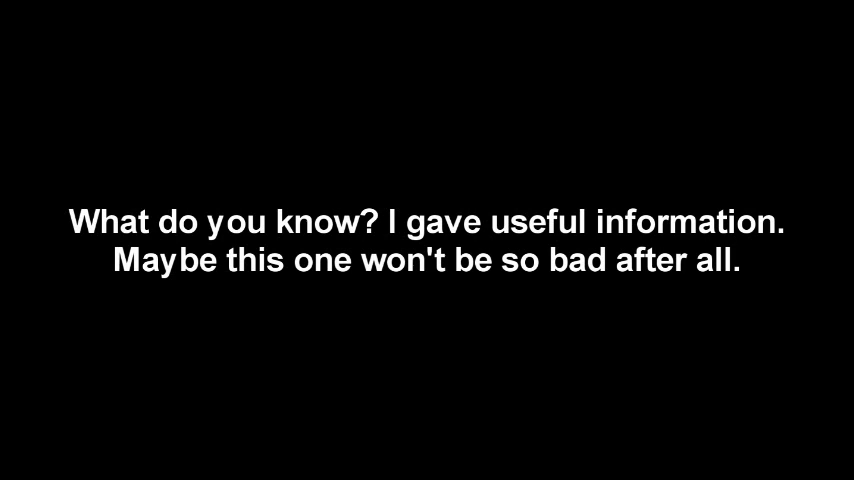 What do you know? I gave useful information.
Maybe this one won't be so bad after all.